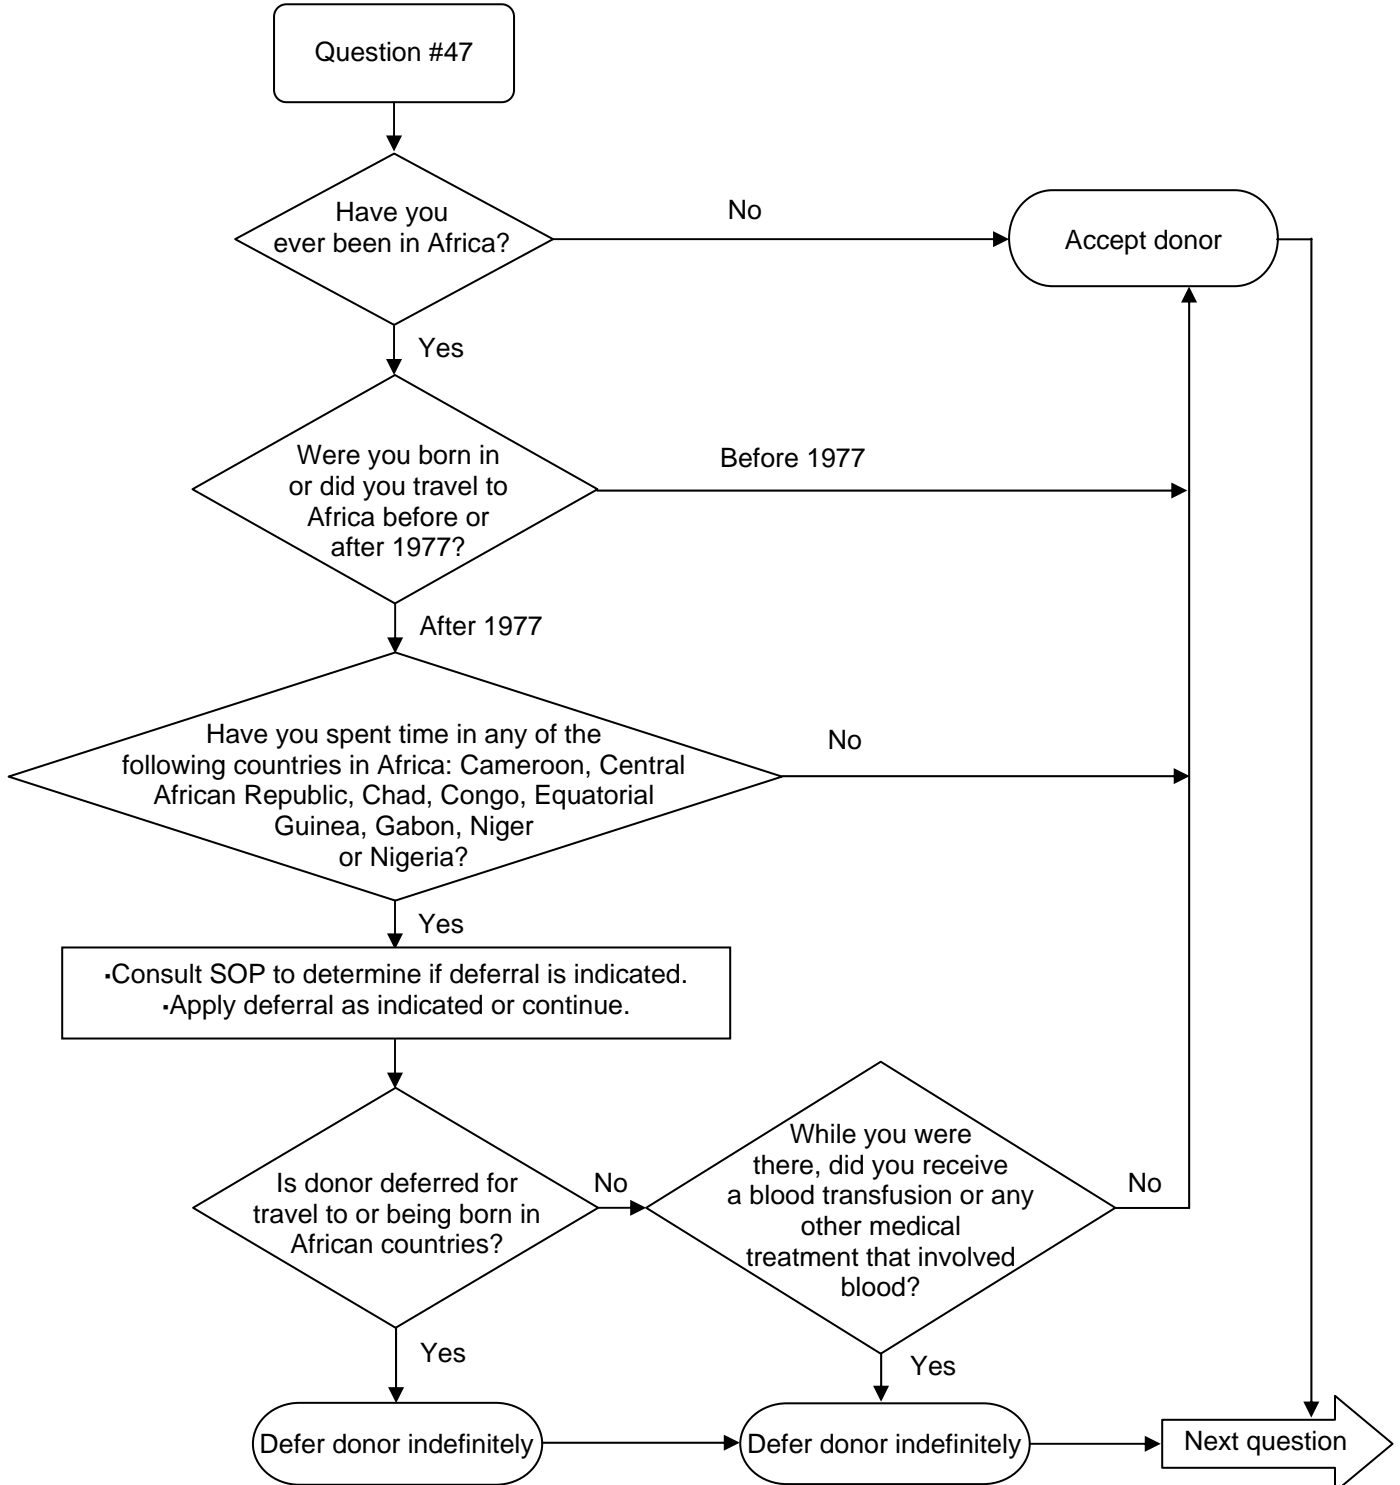 Question #47
Have you
ever been in Africa?
No
Accept donor
Yes
Were you born in
or did you travel to
Africa before or
after 1977?
Before 1977
After 1977
Have you spent time in any of the
following countries in Africa: Cameroon, Central
African Republic, Chad, Congo, Equatorial
Guinea, Gabon, Niger
or Nigeria?
No
Yes
▪Consult SOP to determine if deferral is indicated.
▪Apply deferral as indicated or continue.
Is donor deferred for
travel to or being born in
African countries?
No
While you were
there, did you receive
a blood transfusion or any
other medical
treatment that involved
blood?
No
Yes
Yes
Defer donor indefinitely
Defer donor indefinitely
Next question